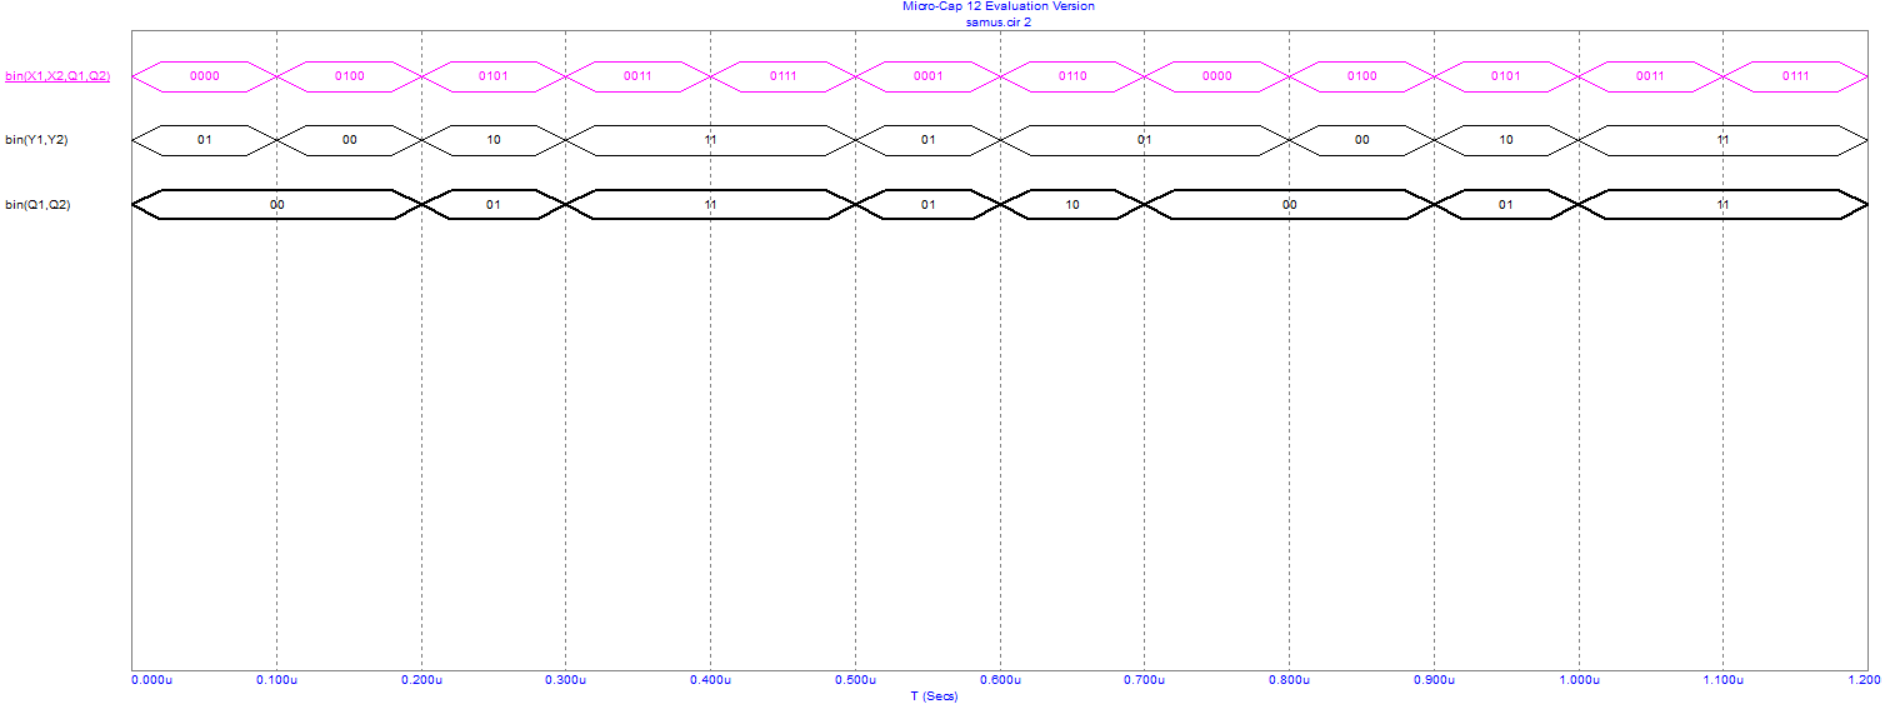 Micro-Cap 12 Evaluation Version
samus.cir 2
bin(X1,X2,Q1,Q2) 0000 0100 0101 0011 0111 0001 0110 0000 0100 0101 0011 0111
bin(Y1,Y2) 01 00 10 11 01 01 00 10 11
bin(Q1,Q2) 00 01 11 01 10 00 01 11
0.000u 0.100u 0.200u 0.300u 0.400u 0.500u 0.600u 0.700u 0.800u 0.900u 1.000u 1.100u 1.200
T (Secs)